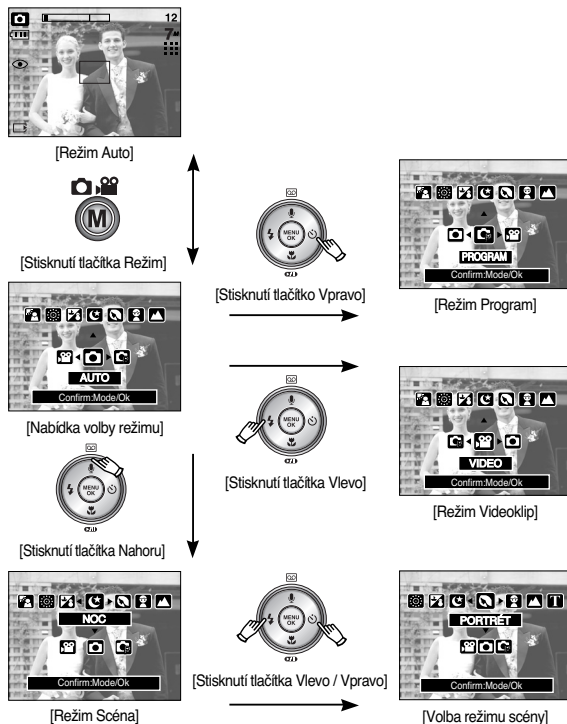 12
7M
[Režim Auto]
M
[Stisknutí tlačítka Režim]
MENU
OK
[Stisknutí tlačítko Vpravo]
PROGRAM
Confirm:Mode/Ok
[Režim Program]
AUTO
Confirm:Mode/Ok
[Nabídka volby režimu]
MENU
OK
[Stisknutí tlačítka Vlevo]
VIDEO
Confirm:Mode/Ok
[Režim Videoklip]
MENU
OK
[Stisknutí tlačítka Nahoru]
NOC
Confirm:Mode/Ok
[Režim Scéna]
MENU
OK
[Stisknutí tlačítka Vlevo / Vpravo]
T
PORTRÉT
Confirm:Mode/Ok
[Volba režimu scény]